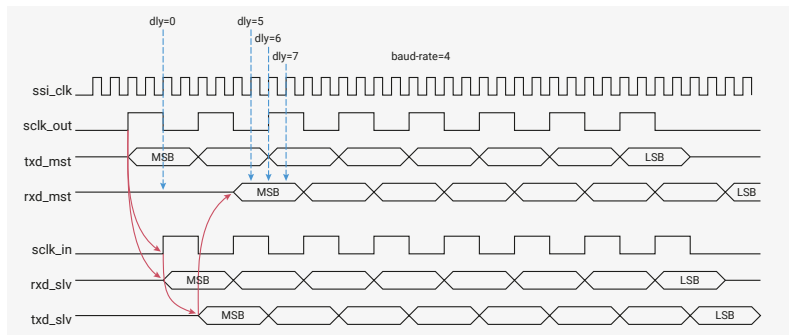 dly=0 dly=5
dly=6
dly=7 baud-rate=4
ssi_clk
sclk_out
txd_mst MSB LSB
rxd_mst MSB LSB
sclk_in
rxd_slv MSB LSB
txd_slv MSB LSB